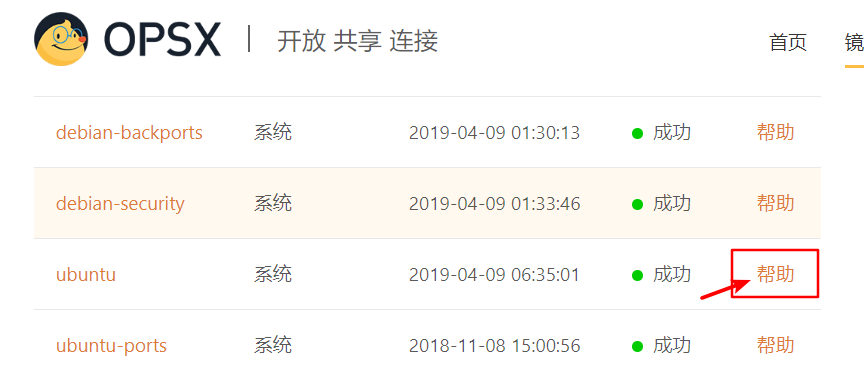 OPSX | 开放 共享 连接 首页
debian-backports 系统 2019-04-09 01:30:13 成功 帮助
debian-security 系统 2019-04-09 01:33:46 成功 帮助
ubuntu 系统 2019-04-09 06:35:01 成功 帮助
ubuntu-ports 系统 2018-11-08 15:00:56 成功 帮助